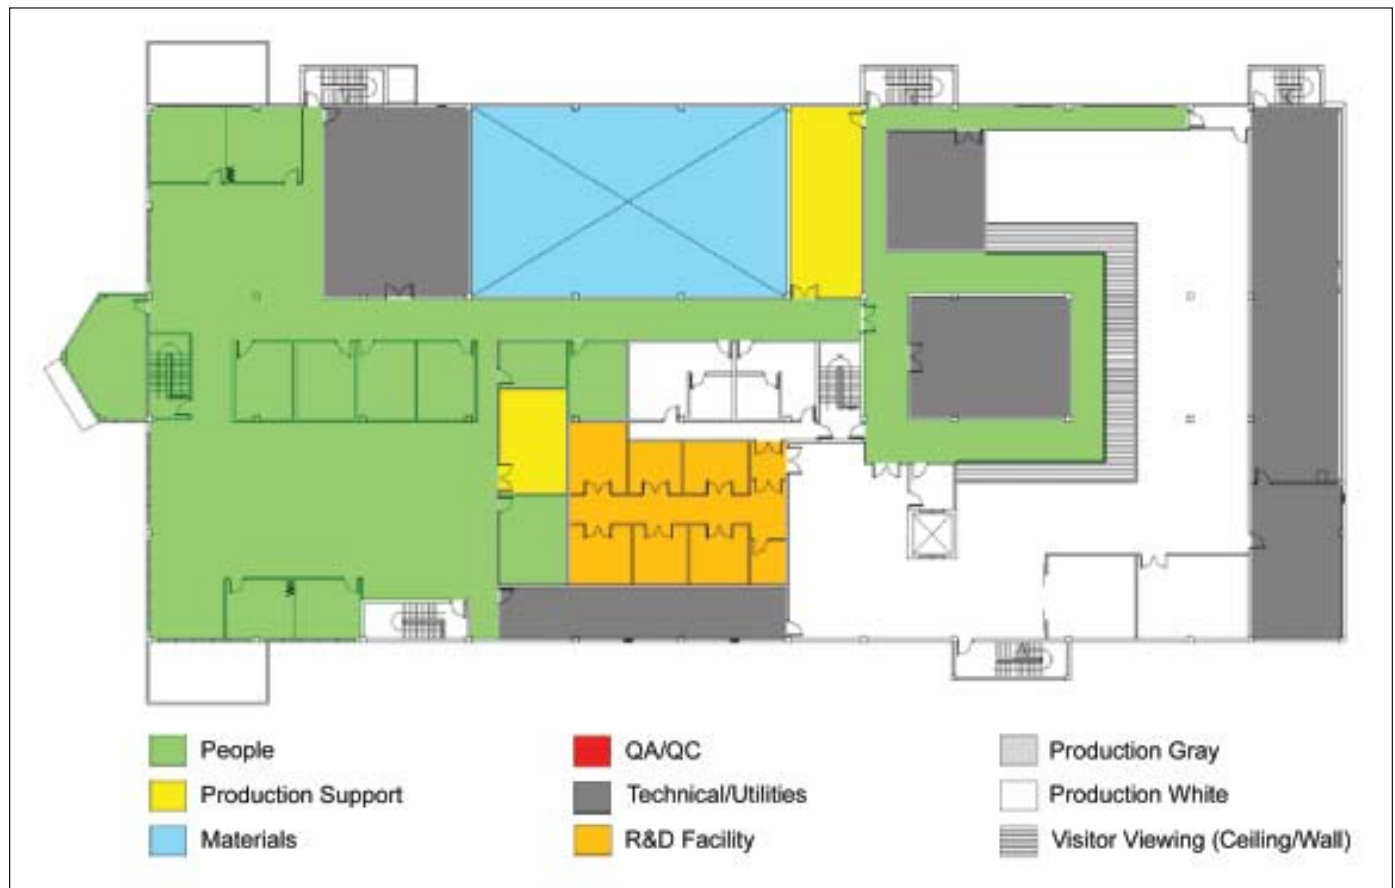 People
QA/QC
Production Gray
Production Support
Technical/Utilities
Production White
Materials
R&D Facility
Visitor Viewing (Ceiling/Wall)